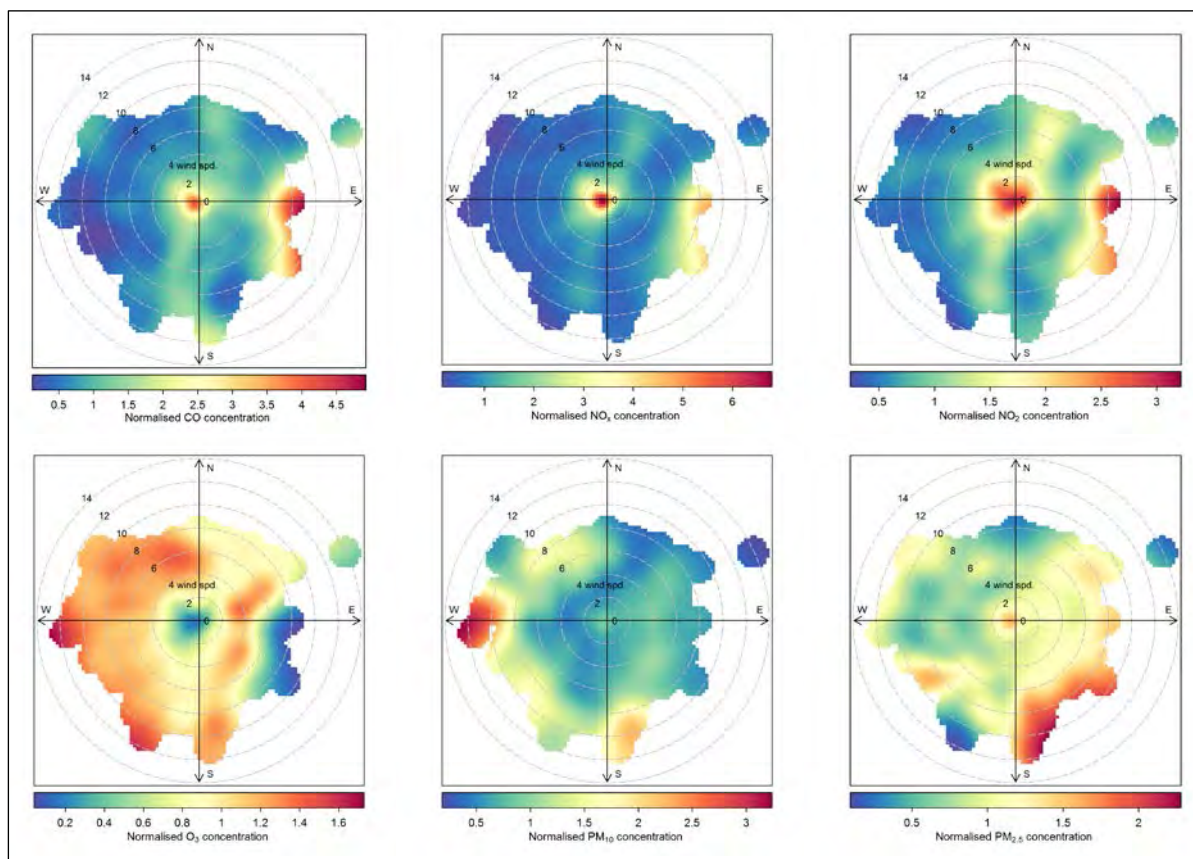 N
14
12
10
8
6
4 wind spd.
2
W
0
E
S
0.5 1 1.5 2 2.5 3 3.5 4 4.5
Normalised CO concentration
N
14
12
10
8
6
4 wind spd.
2
W
0
E
S
1 2 3 4 5 6
Normalised NOx concentration
N
14
12
10
8
6
4 wind spd.
2
W
0
E
S
0.5 1 1.5 2 2.5 3
Normalised NO2 concentration
N
14
12
10
8
6
4 wind spd.
2
W
0
E
S
0.2 0.4 0.6 0.8 1 1.2 1.4 1.6
Normalised O3 concentration
N
14
12
10
8
6
4 wind spd.
2
W
0
E
S
0.5 1 1.5 2 2.5 3
Normalised PM10 concentration
N
14
12
10
8
6
4 wind spd.
2
W
0
E
S
0.5 1 1.5 2
Normalised PM2.5 concentration